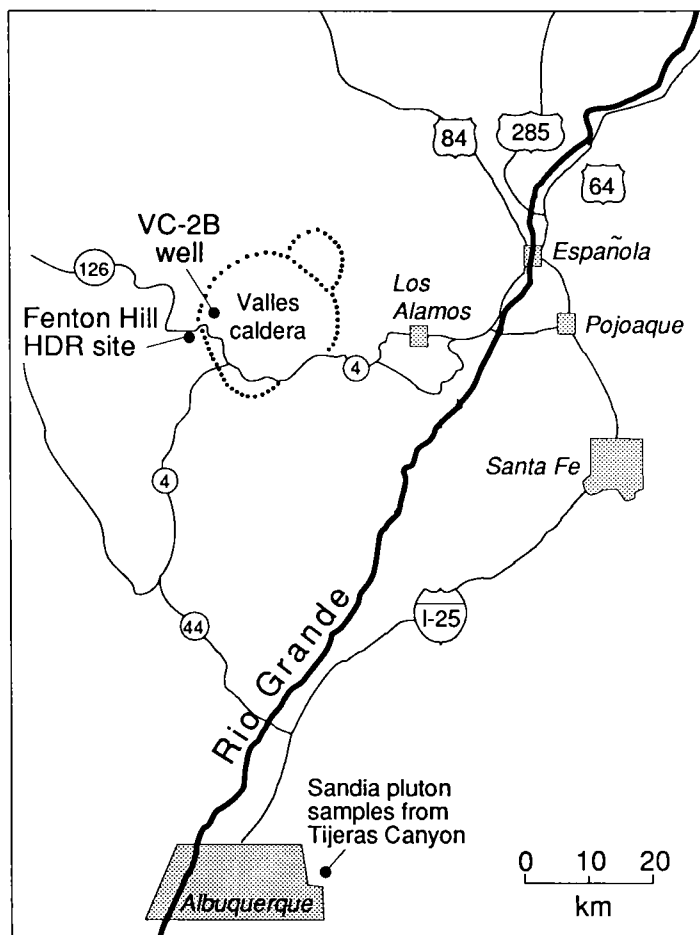 84
285
64
VC-2B
well
126
Española
Los
Alamos
Valles
caldera
Fenton Hill
HDR site
Pojoaque
4
Santa Fe
4
I-25
44
Rio Grande
Sandia pluton
samples from
Tijeras Canyon
0 10 20
km
Albuquerque